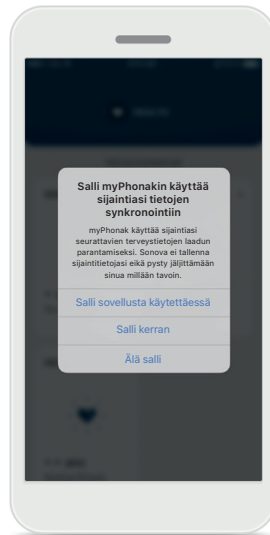 Salli myPhonakin käyttää
sijaintiasi tietojen
synkronointiin
myPhonak käyttää sijaintiasi
seurattavien terveystietojen laadun
parantamiseksi. Sonova ei tallenna
sijaintitietojasi eikä pysty jäljittämään
sinua millään tavoin.
Salli sovellusta käytettäessä
Salli kerran
Älä salli